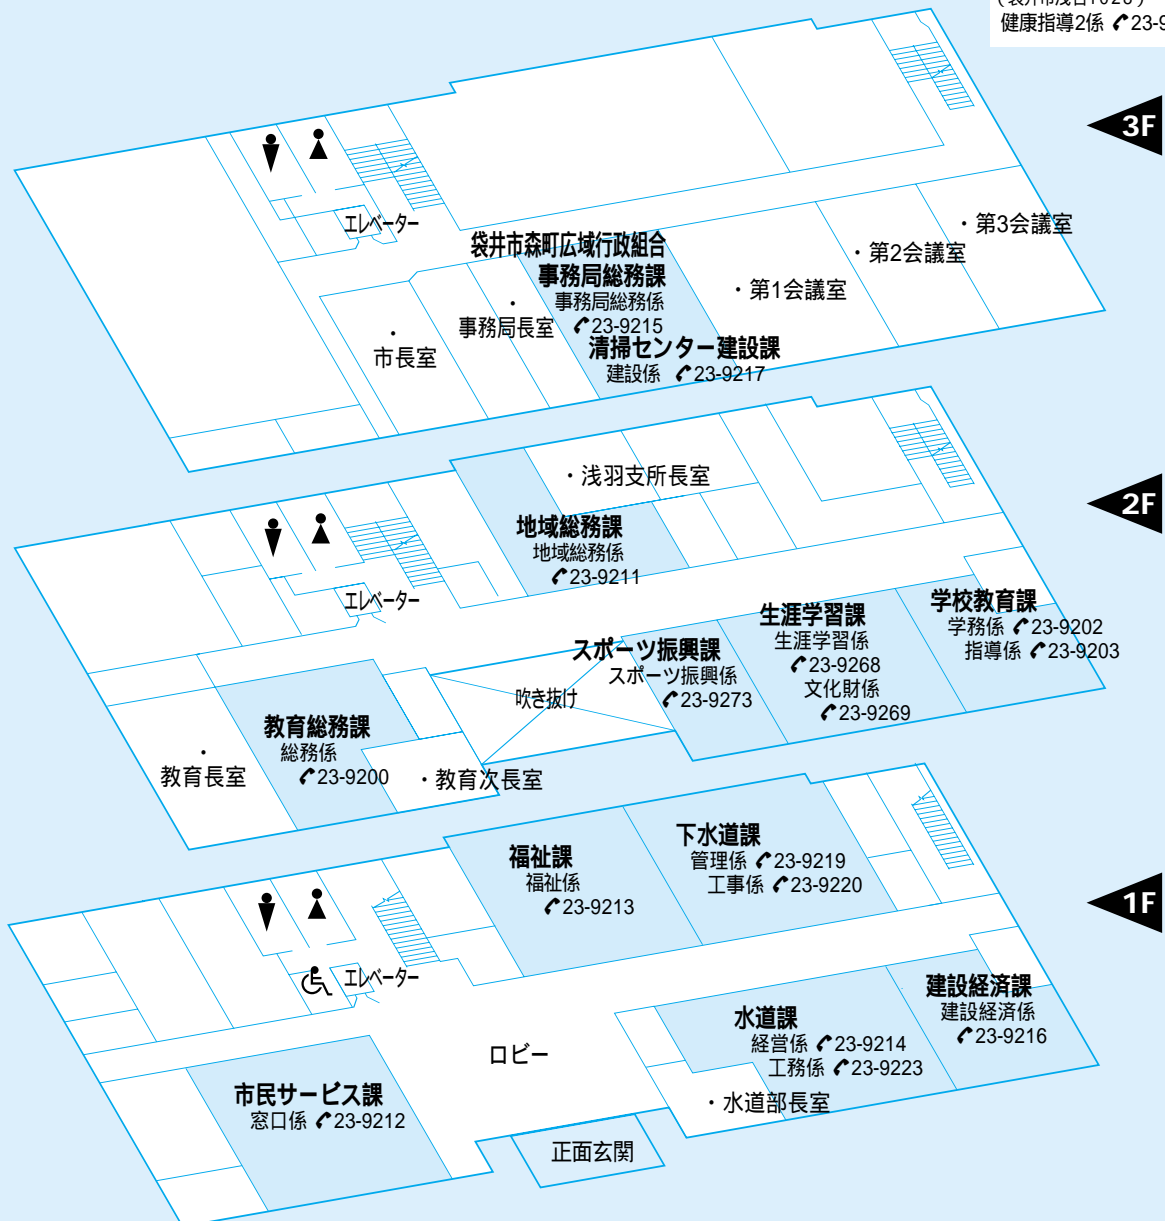 健康指導2係 23-9
3F
エレベーター
・第3会議室
・第2会議室
・第1会議室
袋井市森町広域行政組合
事務局総務課
事務局総務係
23-9215
清掃センター建設課
建設係 23-9217
・
事務局長室
・
市長室
2F
・浅羽支所長室
地域総務課
地域総務係
23-9211
エレベーター
学校教育課
学務係 23-9202
指導係 23-9203
生涯学習課
生涯学習係
23-9268
文化財係
23-9269
スポーツ振興課
スポーツ振興係
23-9273
吹き抜け
教育総務課
総務係
23-9200
・
教育長室
・教育次長室
1F
下水道課
管理係 23-9219
工事係 23-9220
福祉課
福祉係
23-9213
エレベーター
建設経済課
建設経済係
23-9216
水道課
経営係 23-9214
工務係 23-9223
・水道部長室
ロビー
市民サービス課
窓口係 23-9212
正面玄関